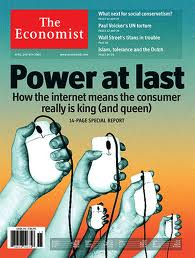 The
Economist
What next for social conservatism?
Paul Volcker's UN torture
Wall Street's titans in trouble
Islam, tolerance and the Dutch
Power at last
How the internet means the consumer
really is king (and queen)
14-PAGE SPECIAL REPORT